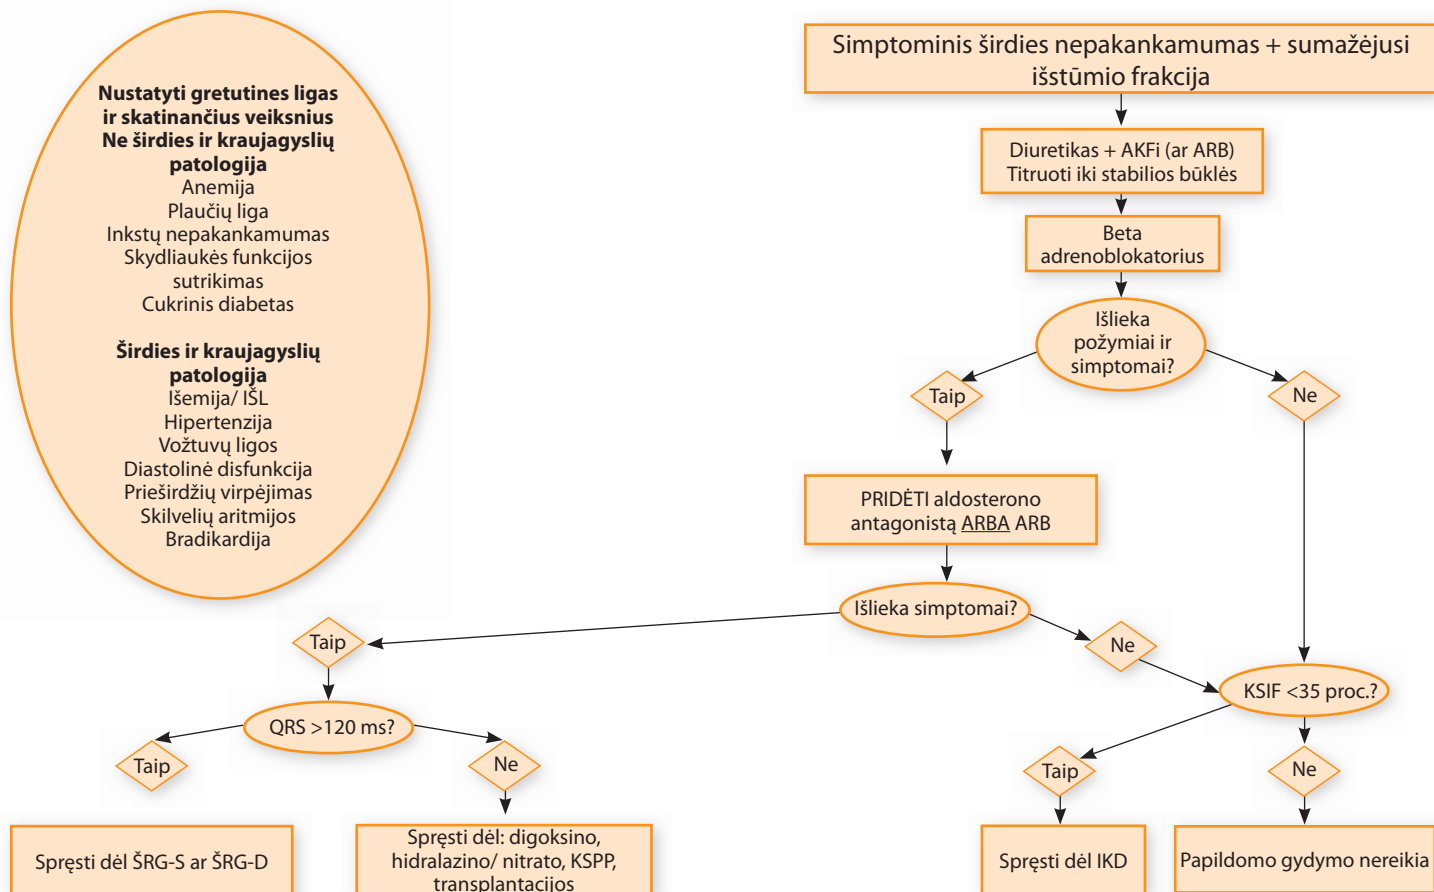 Nustatyti gretutines ligas
ir skatinančius veiksnius
Ne širdies ir kraujagyslių
patologija
Anemija
Plaučių liga
Inkstų nepakankamumas
Skydliaukės funkcijos
sutrikimas
Cukrinis diabetas
Širdies ir kraujagyslių
patologija
Išemija/ IŠL
Hipertenzija
Vožtuvų ligos
Diastolinė disfunkcija
Prieširdžių virpėjimas
Skilvelių aritmijos
Bradikardija
Simptominis širdies nepakankamumas + sumažėjusi
išstūmio frakcija
Diuretikas + AKFi (ar ARB)
Titruoti iki stabilios būklės
Beta
adrenoblokatorius
Išlieka
požymiai ir
simptomai?
Taip
Ne
PRIDĖTI aldosterono
antagonistą ARBA ARB
Išlieka simptomai?
Taip
Ne
KSIF <35 proc.?
QRS >120 ms?
Taip
Ne
Taip
Ne
Spręsti dėl ŠRG-S ar ŠRG-D
Spręsti dėl: digoksino,
hidralazino/ nitrato, KSPP,
transplantacijos
Spręsti dėl IKD
Papildomo gydymo nereikia